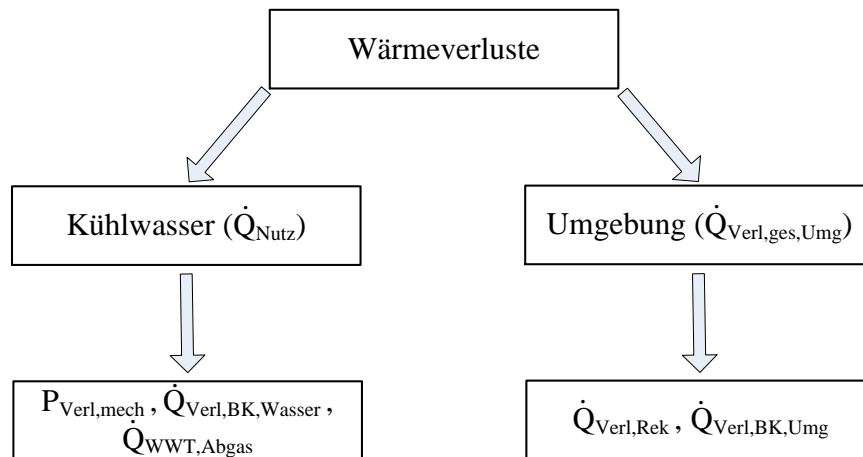 Wärmeverluste
Kühlwasser (Q̇Nutz)
Umgebung (Q̇Verl,ges,Umg)
PVerl,mech , Q̇Verl,BK,Wasser ,
Q̇WWT,Abgas
Q̇Verl,Rek , Q̇Verl,BK,Umg